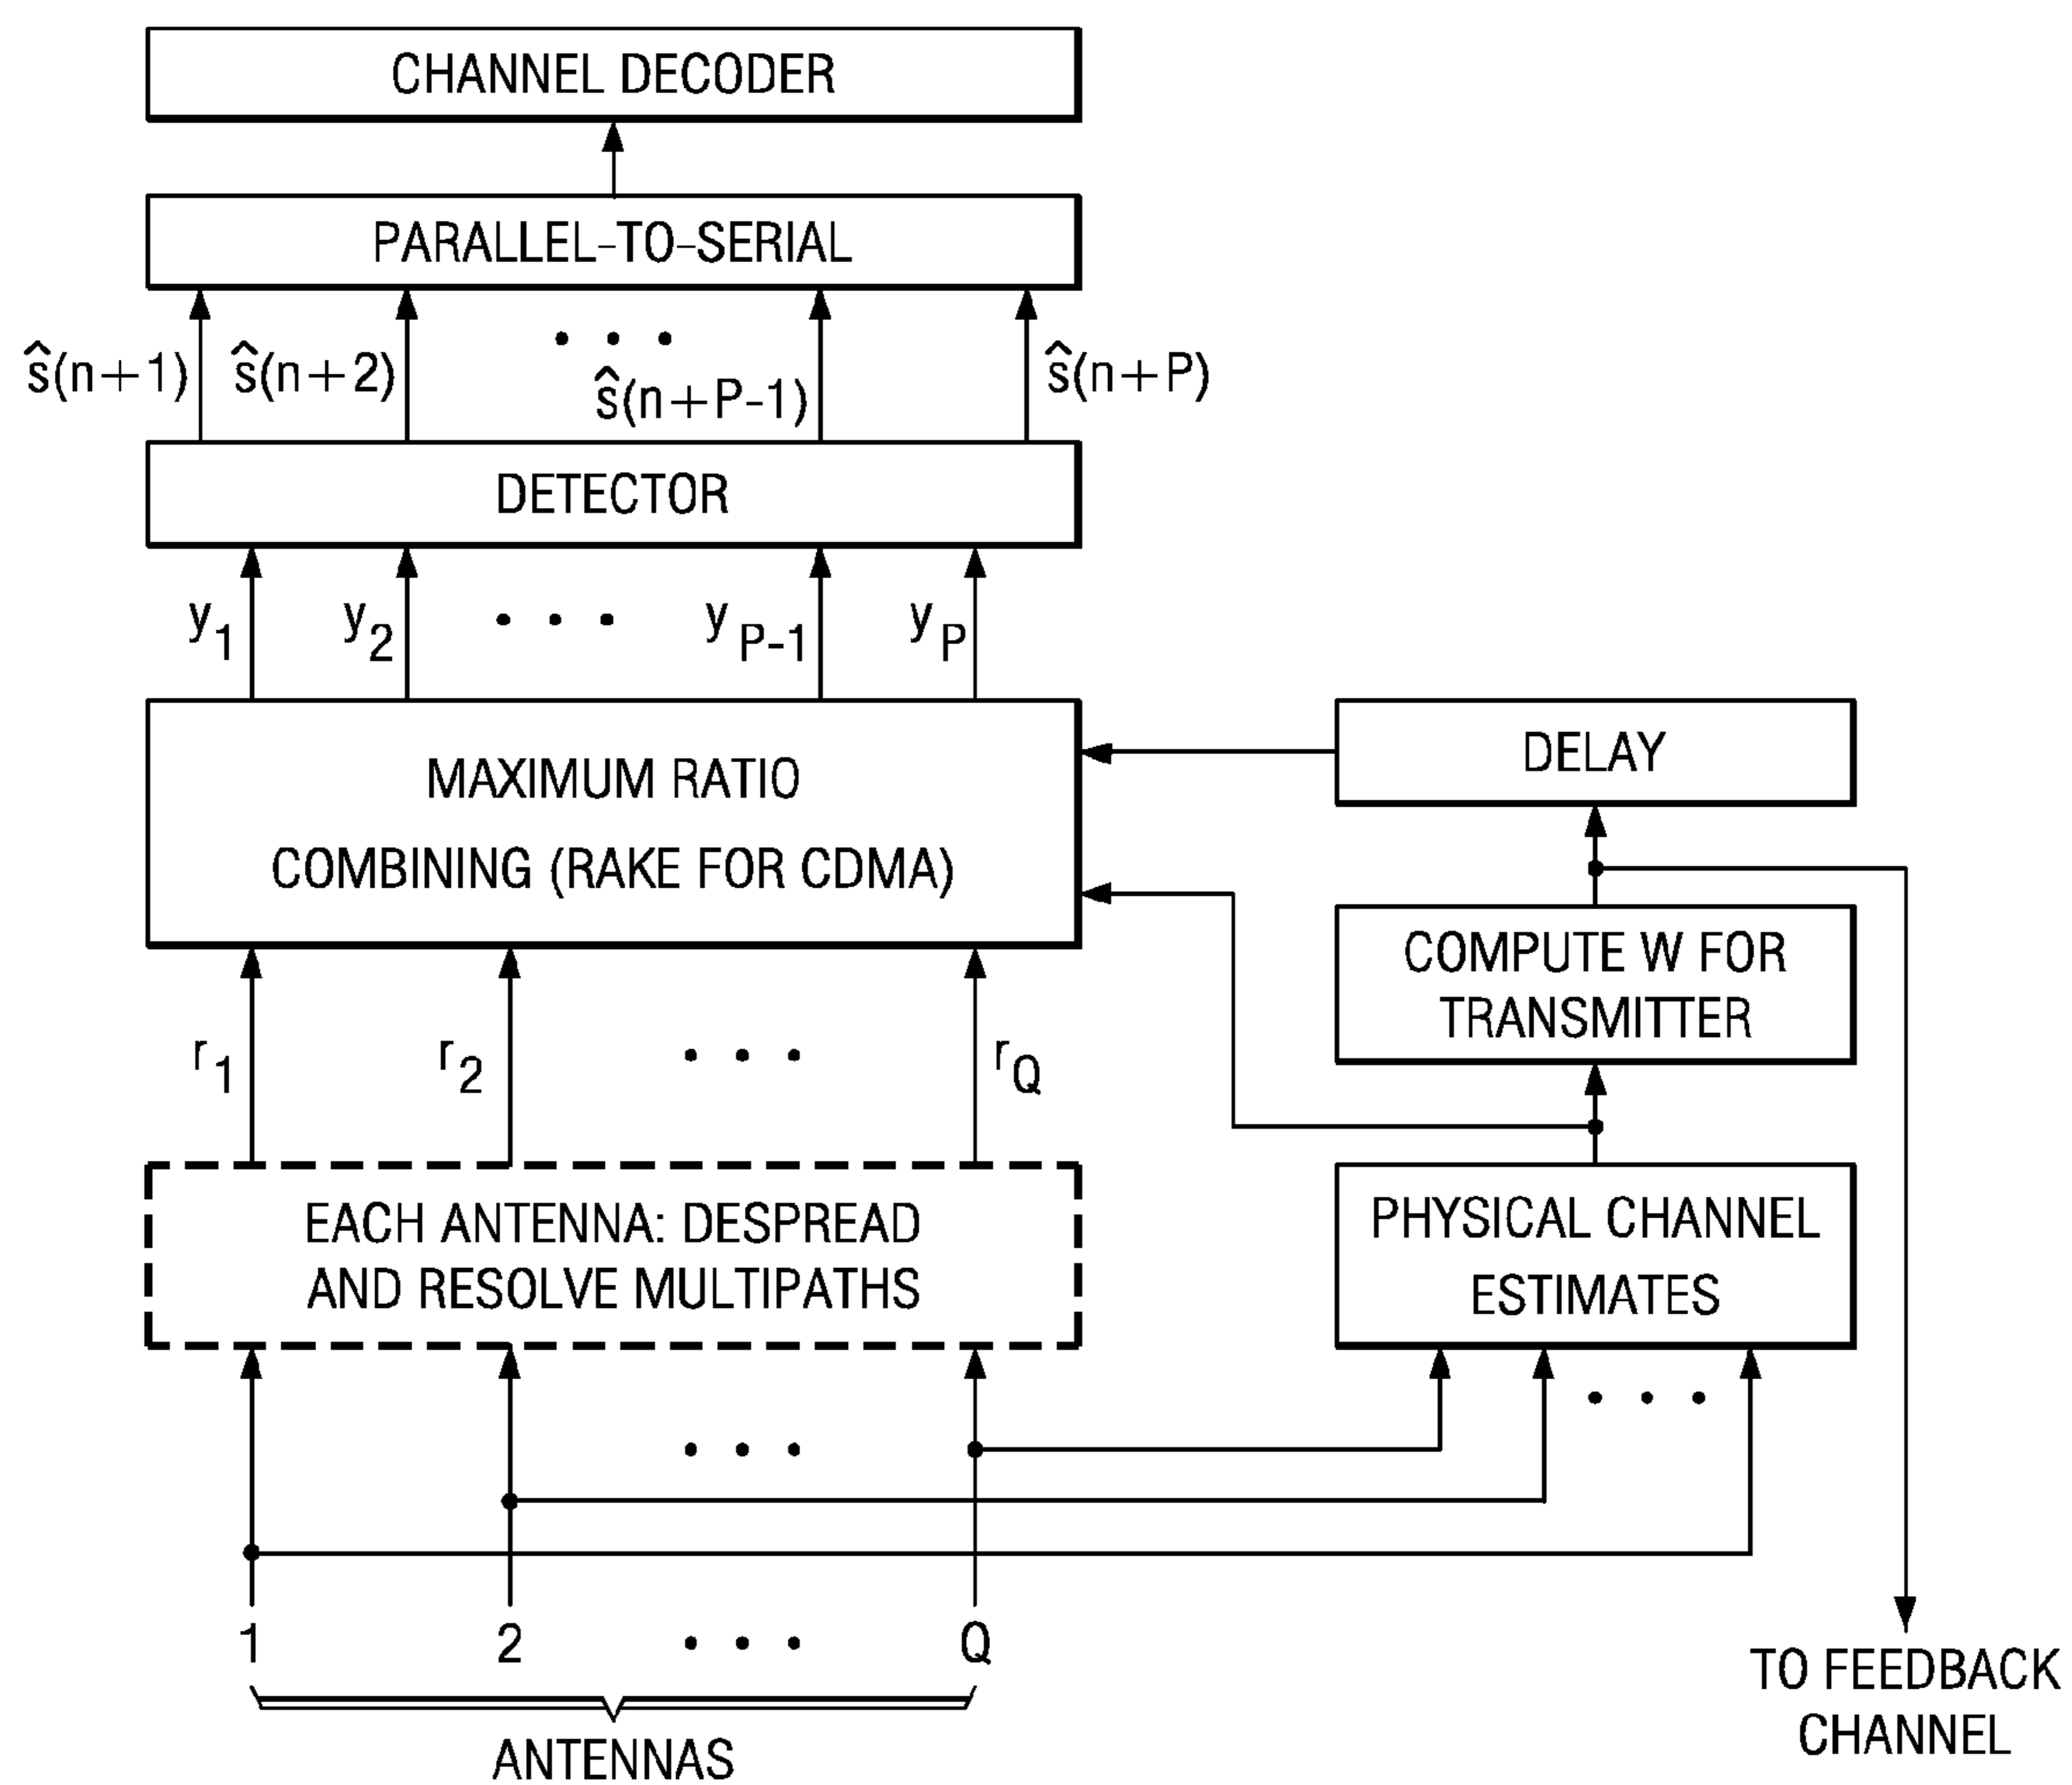 CHANNEL DECODER
PARALLEL-TO-SERIAL
ŝ(n+1) ŝ(n+2) • • • ŝ(n+P-1) ŝ(n+P)
DETECTOR
y1 y2 • • • yP-1 yP
MAXIMUM RATIO
COMBINING (RAKE FOR CDMA)
DELAY
COMPUTE W FOR
TRANSMITTER
r1 r2 • • • rQ
EACH ANTENNA: DESPREAD
AND RESOLVE MULTIPATHS
PHYSICAL CHANNEL
ESTIMATES
• • •
• • •
1 2 • • • Q
ANTENNAS
TO FEEDBACK
CHANNEL